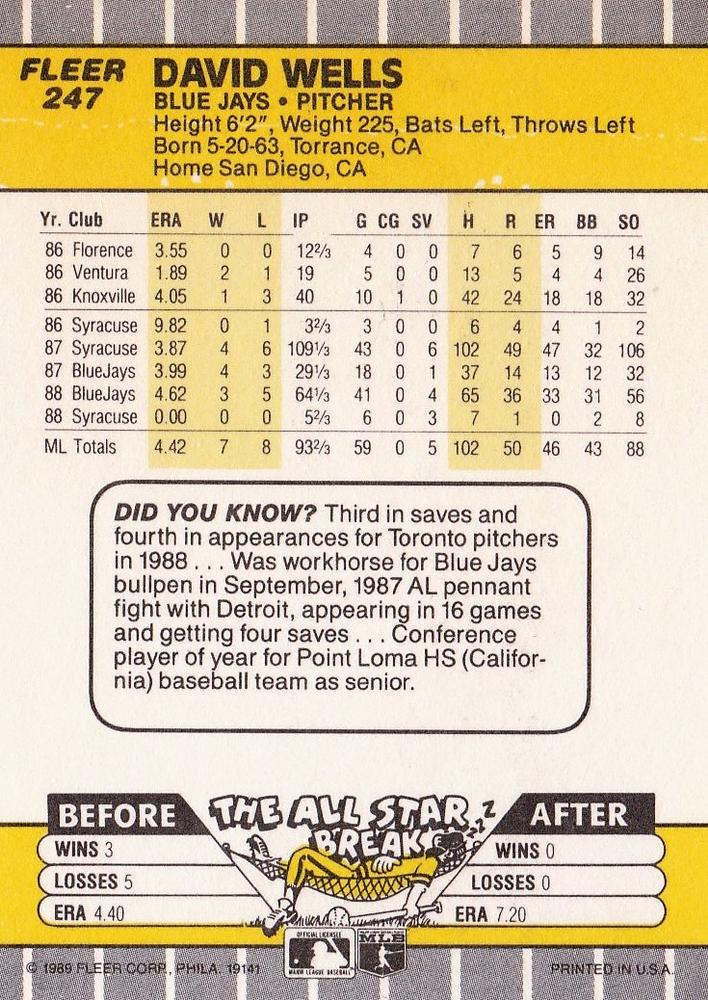 FLEER
247
DAVID WELLS
BLUE JAYS • PITCHER
Height 6'2", Weight 225, Bats Left, Throws Left
Born 5-20-63, Torrance, CA
Home San Diego, CA
Yr. Club ERA W L IP G CG SV H R ER BB SO
86 Florence 3.55 0 0 12⅔ 4 0 0 7 6 5 9 14
86 Ventura 1.89 2 1 19 5 0 0 13 5 4 4 26
86 Knoxville 4.05 1 3 40 10 1 0 42 24 18 18 32
86 Syracuse 9.82 0 1 3⅔ 3 0 0 6 4 4 1 2
87 Syracuse 3.87 4 6 109⅓ 43 0 6 102 49 47 32 106
87 BlueJays 3.99 4 3 29⅓ 18 0 1 37 14 13 12 32
88 BlueJays 4.62 3 5 64⅓ 41 0 4 65 36 33 31 56
88 Syracuse 0.00 0 0 5⅔ 6 0 3 7 1 0 2 8
ML Totals 4.42 7 8 93⅔ 59 0 5 102 50 46 43 88
DID YOU KNOW? Third in saves and
fourth in appearances for Toronto pitchers
in 1988 . . . Was workhorse for Blue Jays
bullpen in September, 1987 AL pennant
fight with Detroit, appearing in 16 games
and getting four saves . . . Conference
player of year for Point Loma HS (Califor-
nia) baseball team as senior.
THE ALL STAR
BREAK
Z Z Z Z
BEFORE
WINS 3
LOSSES 5
ERA 4.40
AFTER
WINS 0
LOSSES 0
ERA 7.20
OFFICIAL LICENSEE
MAJOR LEAGUE BASEBALL
MLB
© 1989 FLEER CORP., PHILA. 19141
PRINTED IN U.S.A.